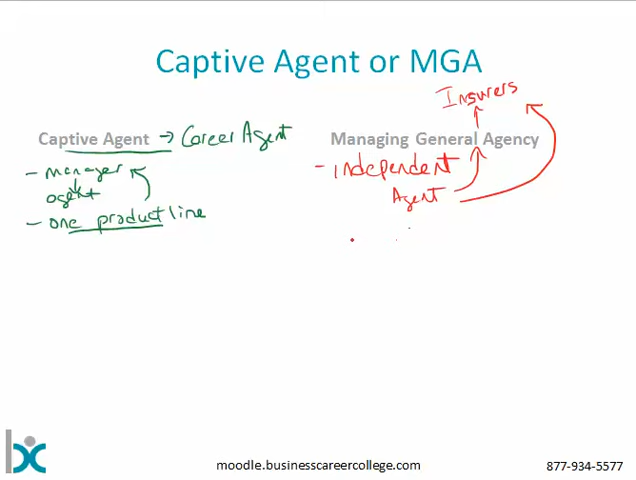 Captive Agent or MGA
Insurers
Captive Agent → Career Agent
Managing General Agency
- manager
agent
- one product line
- independent
Agent
moodle.businesscareercollege.com
877-934-5577